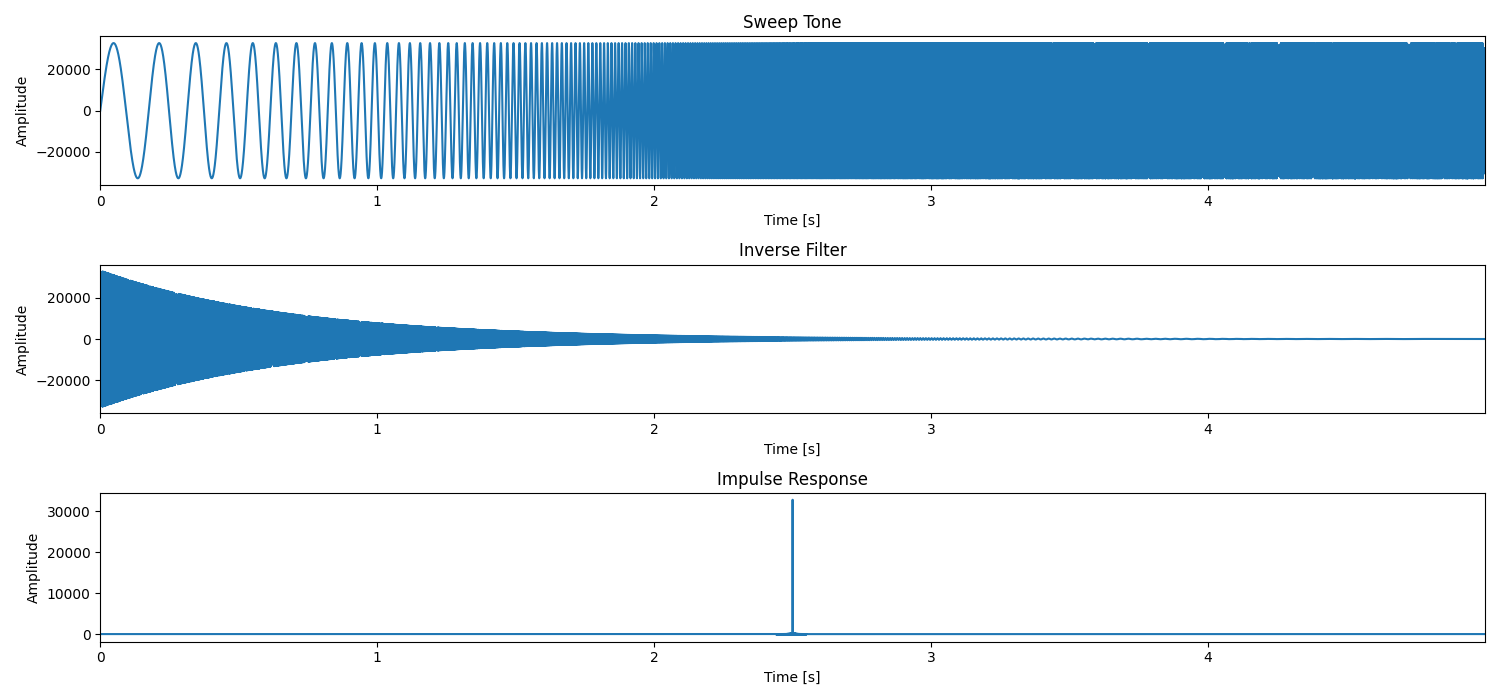 Sweep Tone
Amplitude
20000
0
−20000
0 1 2 3 4
Time [s]
Inverse Filter
Amplitude
20000
0
−20000
0 1 2 3 4
Time [s]
Impulse Response
Amplitude
30000
20000
10000
0
0 1 2 3 4
Time [s]